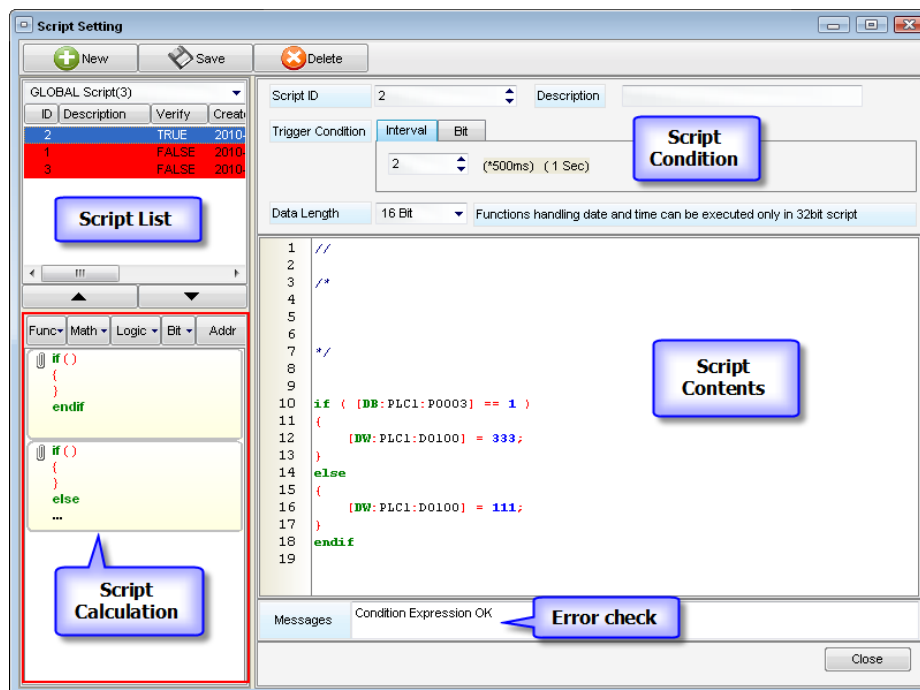 Script Setting
New Save Delete
GLOBAL Script(3)
ID Description Verify Creat
2 TRUE 2010-
1 FALSE 2010-
3 FALSE 2010-
Script List
Func Math Logic Bit Addr
if()
{
}
endif
if()
{
}
else
...
Script
Calculation
Script ID 2 Description
Trigger Condition Interval Bit
2 (*500ms) ( 1 Sec)
Script
Condition
Data Length 16 Bit Functions handling date and time can be executed only in 32bit script
1 //
2
3 /*
4
5
6
7 */
8
9
10 if ( [DB:PLC1:P0003] == 1 )
11 {
12 [DW:PLC1:D0100] = 333;
13 }
14 else
15 {
16 [DW:PLC1:D0100] = 111;
17 }
18 endif
19
Script
Contents
Messages Condition Expression OK
Error check
Close